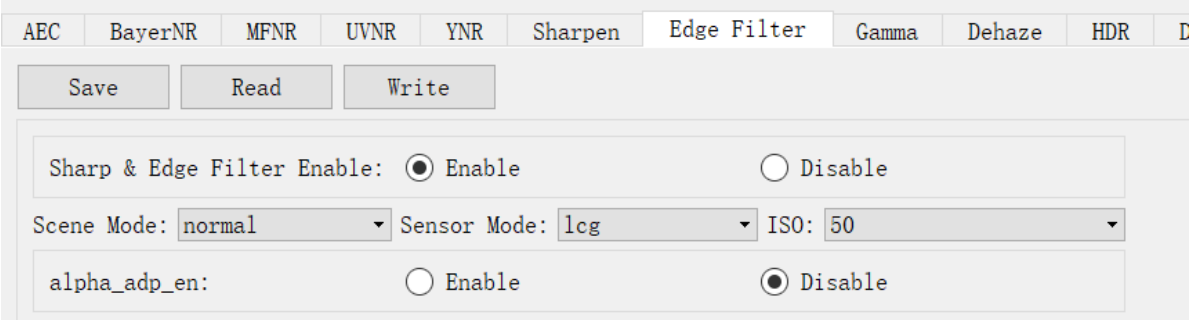 AEC BayerNR MFNR UVNR YNR Sharpen Edge Filter Gamma Dehaze HDR
Save Read Write
Sharp & Edge Filter Enable: Enable Disable
Scene Mode: normal Sensor Mode: lcg ISO: 50
alpha_adp_en: Enable Disable